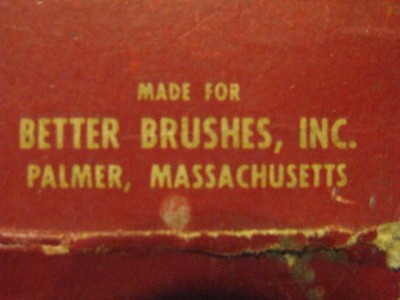 MADE FOR
BETTER BRUSHES, INC.
PALMER, MASSACHUSETTS